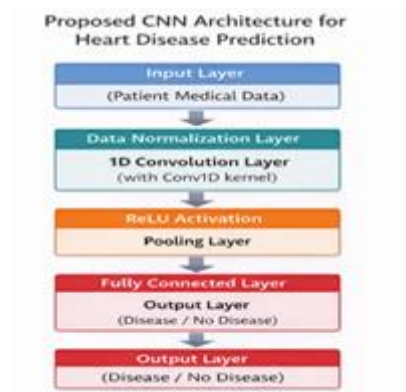 Proposed CNN Architecture for
Heart Disease Prediction
Input Layer
(Patient Medical Data)
Data Normalization Layer
1D Convolution Layer
(with Conv1D kernel)
ReLU Activation
Pooling Layer
Fully Connected Layer
Output Layer
(Disease / No Disease)
Output Layer
(Disease / No Disease)